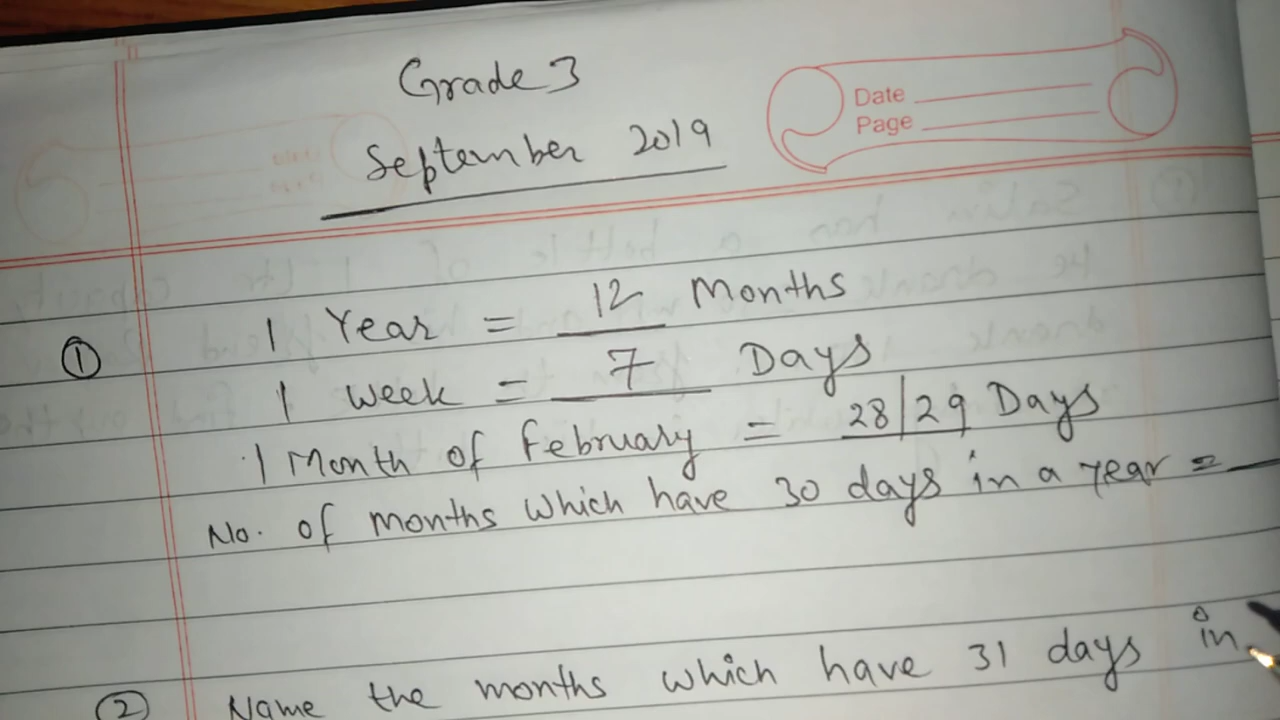 Grade 3
September 2019
Date
Page
① 1 Year = 12 Months
1 Week = 7 Days
1 Month of February = 28/29 Days
No. of months which have 30 days in a year =
② Name the months which have 31 days in